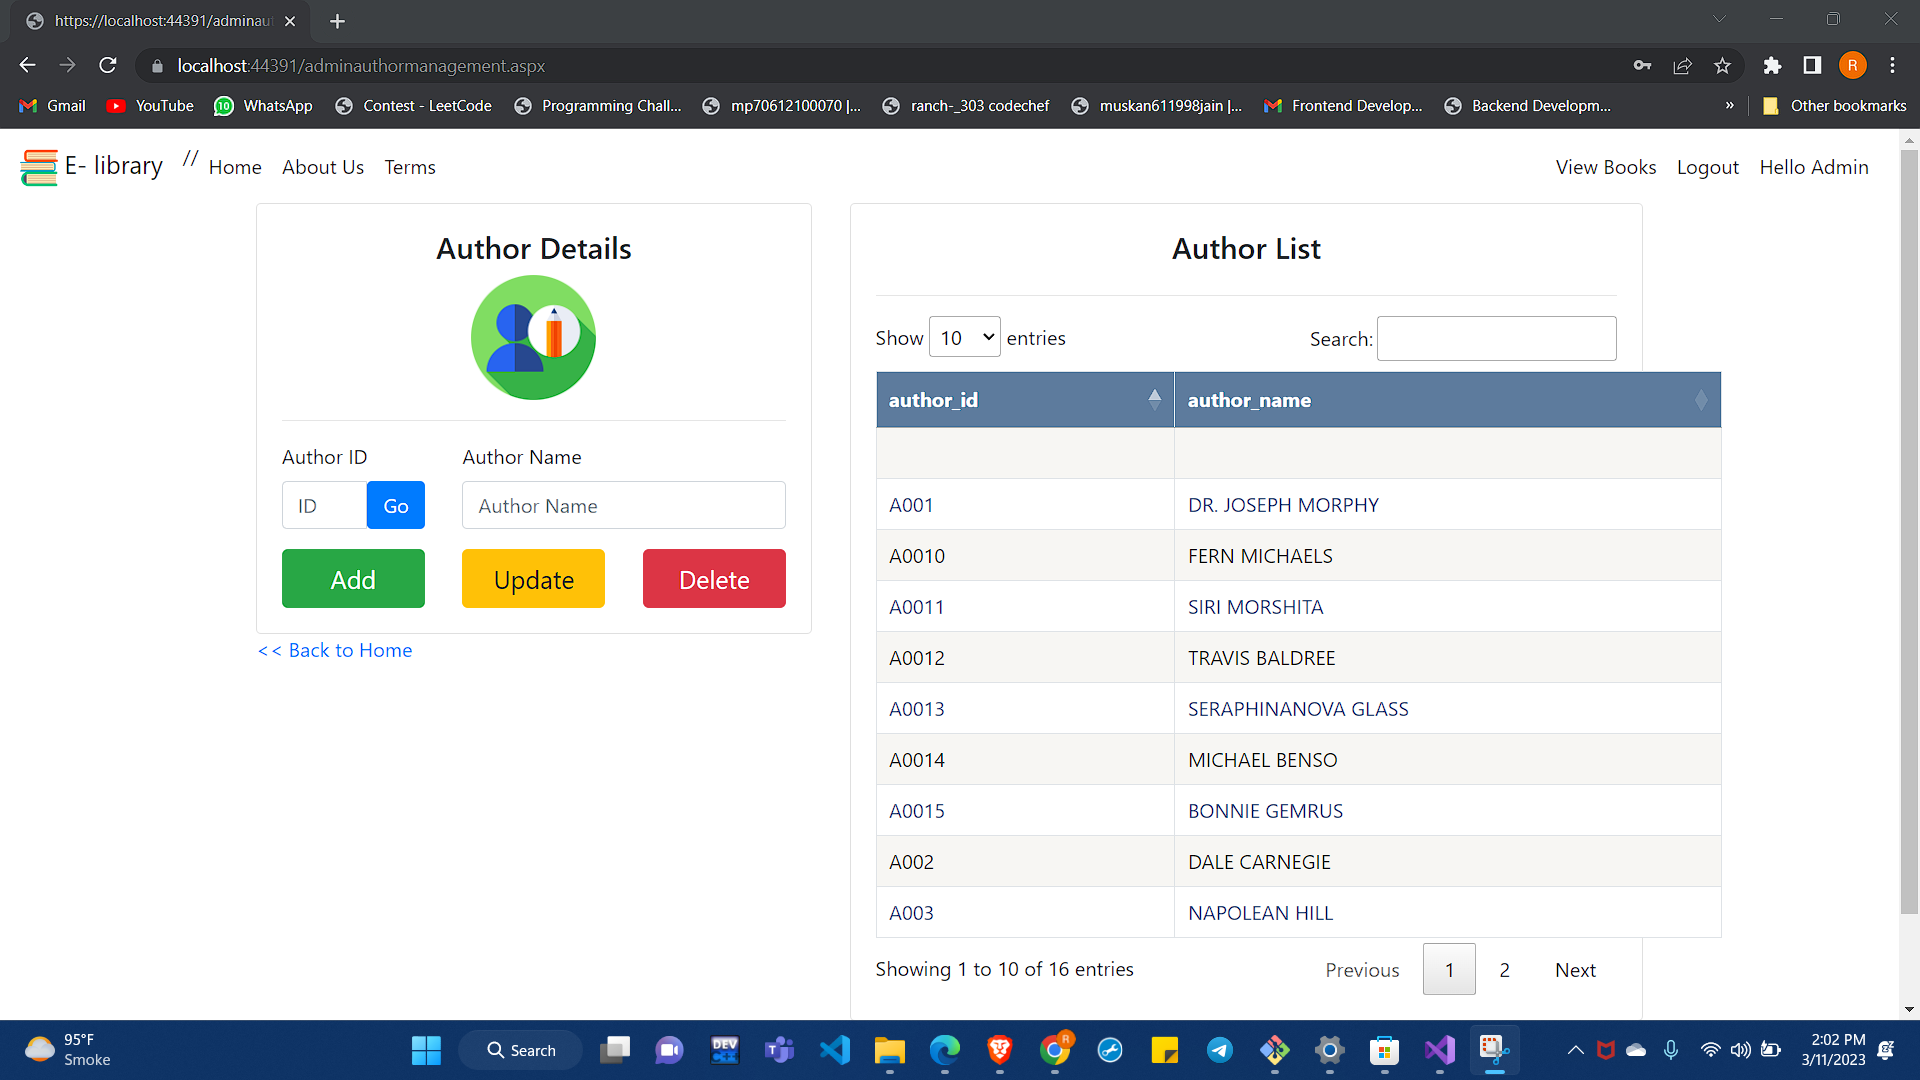 https://localhost:44391/adminaut
localhost:44391/adminauthormanagement.aspx
R
Gmail YouTube 10 WhatsApp Contest - LeetCode Programming Chall... mp70612100070 |... ranch-_303 codechef muskan611998jain |... Frontend Develop... Backend Developm... » Other bookmarks
E- library // Home About Us Terms View Books Logout Hello Admin
Author Details
Author ID Author Name
ID Go Author Name
Add Update Delete
<< Back to Home
Author List
Show 10 entries Search:
author_id author_name
A001 DR. JOSEPH MORPHY
A0010 FERN MICHAELS
A0011 SIRI MORSHITA
A0012 TRAVIS BALDREE
A0013 SERAPHINANOVA GLASS
A0014 MICHAEL BENSO
A0015 BONNIE GEMRUS
A002 DALE CARNEGIE
A003 NAPOLEAN HILL
Showing 1 to 10 of 16 entries Previous 1 2 Next
95°F
Smoke
Search
DEV
C++
R
2:02 PM
3/11/2023